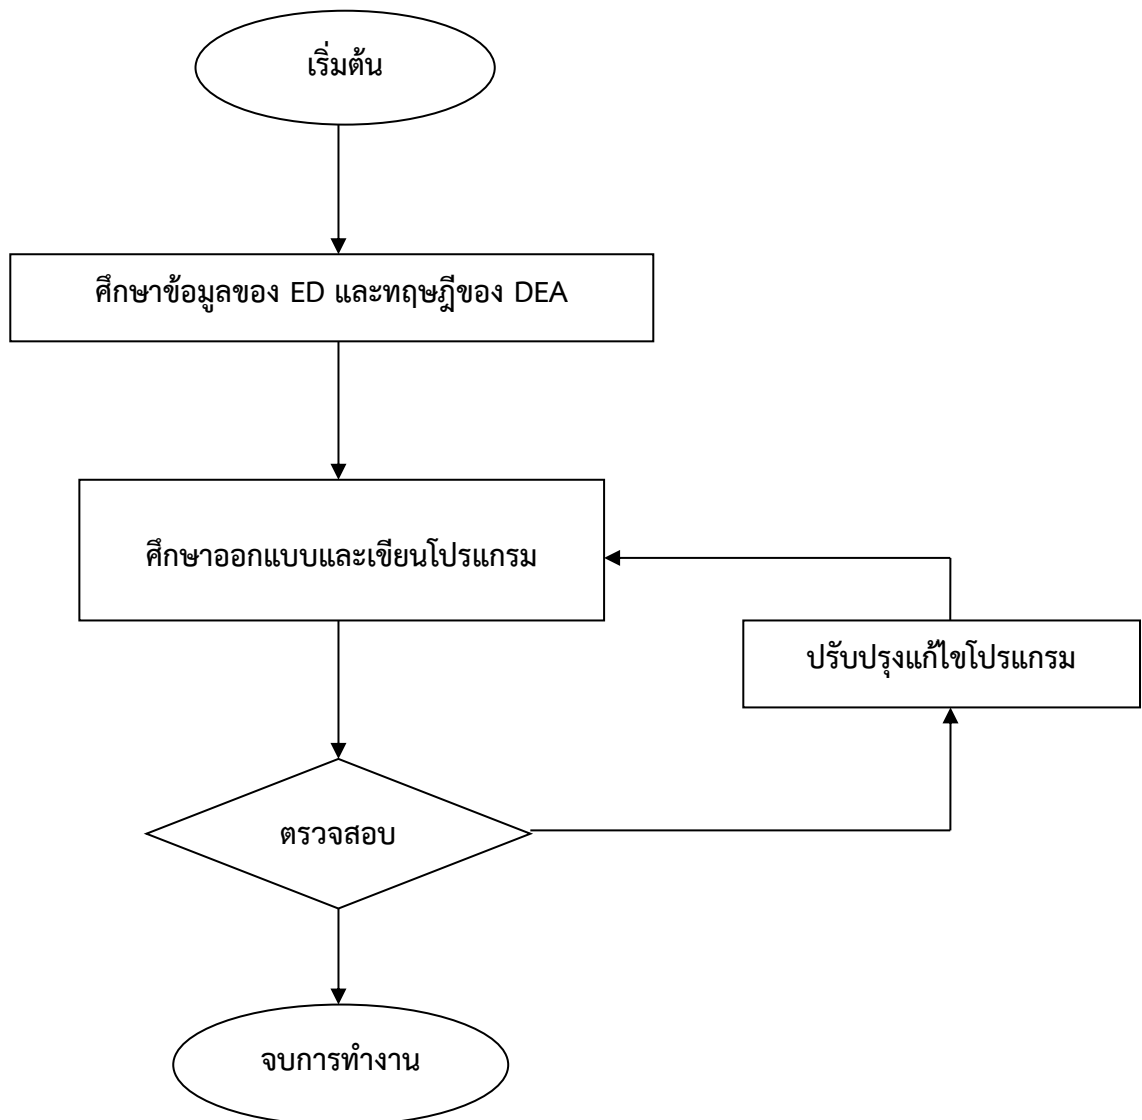 เริ่มต้น
ศึกษาข้อมูลของ ED และทฤษฎีของ DEA
ศึกษาออกแบบและเขียนโปรแกรม
ปรับปรุงแก้ไขโปรแกรม
ตรวจสอบ
จบการทำงาน